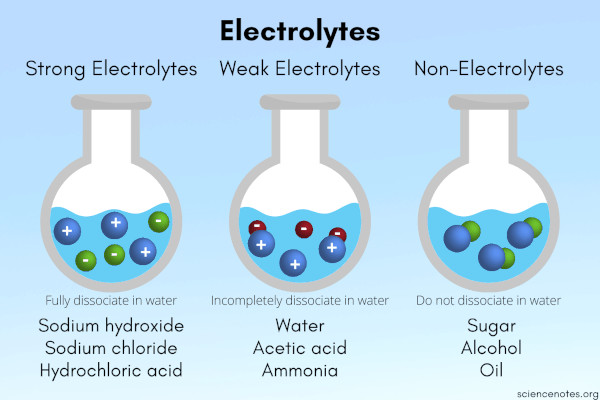 Electrolytes
Strong Electrolytes
Weak Electrolytes
Non-Electrolytes
+
+
-
-
-
+
-
-
-
+
+
+
Fully dissociate in water
Incompletely dissociate in water
Do not dissociate in water
Sodium hydroxide
Sodium chloride
Hydrochloric acid
Water
Acetic acid
Ammonia
Sugar
Alcohol
Oil
sciencenotes.org